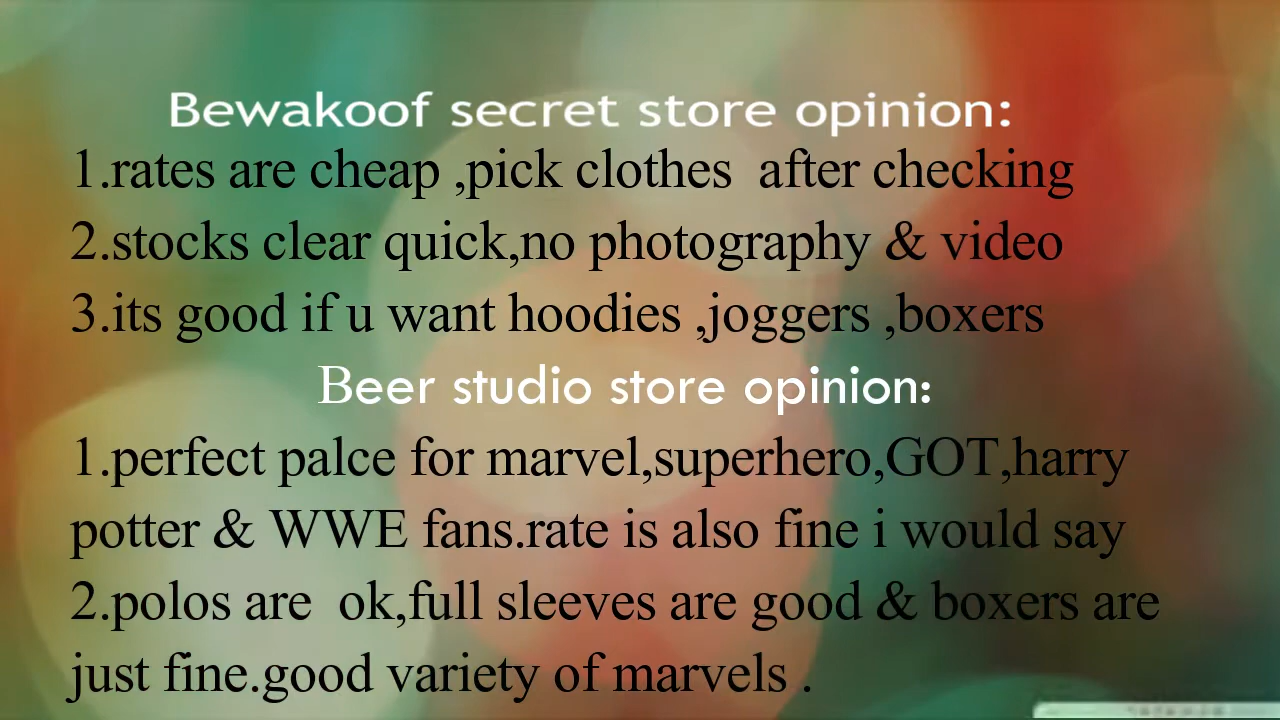 Bewakoof secret store opinion:
1.rates are cheap ,pick clothes  after checking
2.stocks clear quick,no photography & video
3.its good if u want hoodies ,joggers ,boxers
Beer studio store opinion:
1.perfect palce for marvel,superhero,GOT,harry
potter & WWE fans.rate is also fine i would say
2.polos are  ok,full sleeves are good & boxers are
just fine.good variety of marvels .